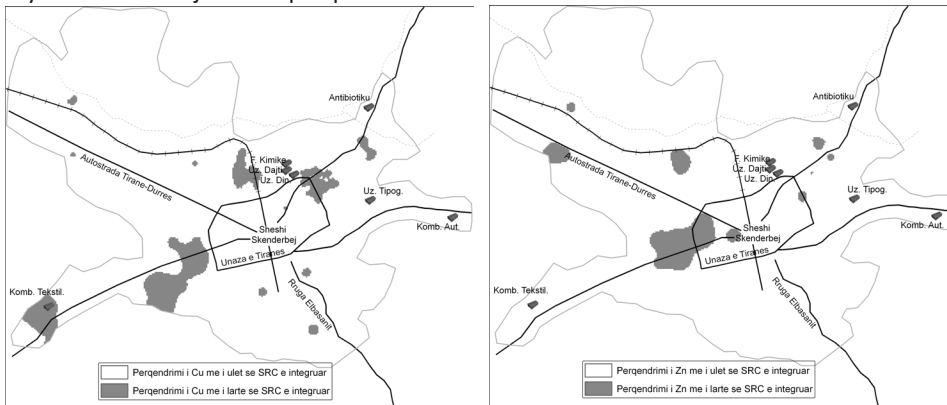 Antibiotiku
F. Kimike
Uz. Dajti
Uz. Din.
Autostrada Tirane-Durres
Uz. Tipog.
Komb. Aut.
Sheshi
Skenderbej
Unaza e Tiranes
Komb. Tekstil.
Rruga Elbasanit
Perqendrimi i Cu me i ulet se SRC e integruar
Perqendrimi i Cu me i larte se SRC e integruar
Antibiotiku
F. Kimike
Uz. Dajti
Uz. Din.
Autostrada Tirane-Durres
Uz. Tipog.
Komb. Aut.
Sheshi
Skenderbej
Unaza e Tiranes
Komb. Tekstil.
Rruga Elbasanit
Perqendrimi i Zn me i ulet se SRC e integruar
Perqendrimi i Zn me i larte se SRC e integruar